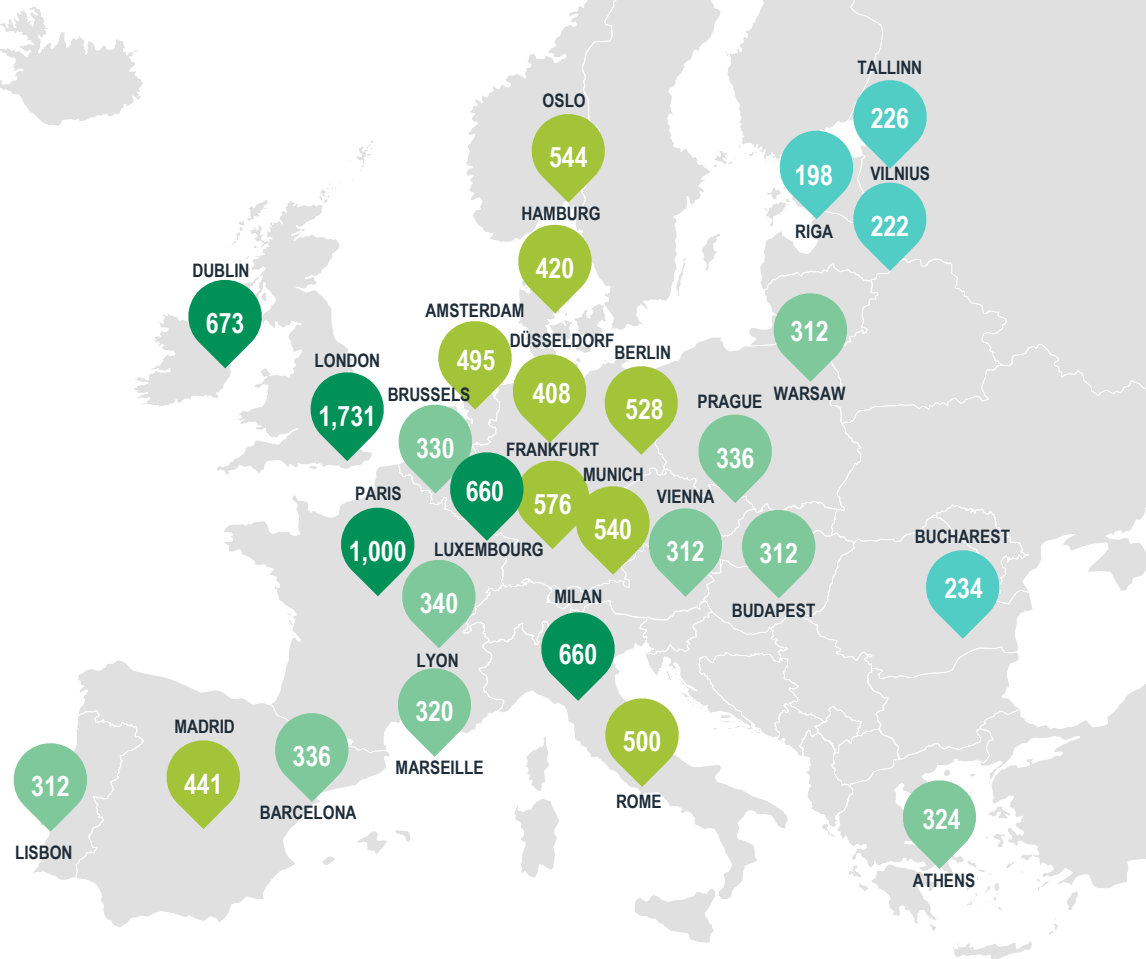 TALLINN
226
OSLO
544
198
RIGA
VILNIUS
222
HAMBURG
420
DUBLIN
673
AMSTERDAM
495
DÜSSELDORF
408
BERLIN
528
312
WARSAW
LONDON
1,731
BRUSSELS
330
PRAGUE
336
FRANKFURT
576
660
LUXEMBOURG
MUNICH
540
VIENNA
312
312
BUDAPEST
PARIS
1,000
BUCHAREST
234
340
LYON
MILAN
660
320
MARSEILLE
MADRID
441
336
BARCELONA
500
ROME
312
LISBON
324
ATHENS